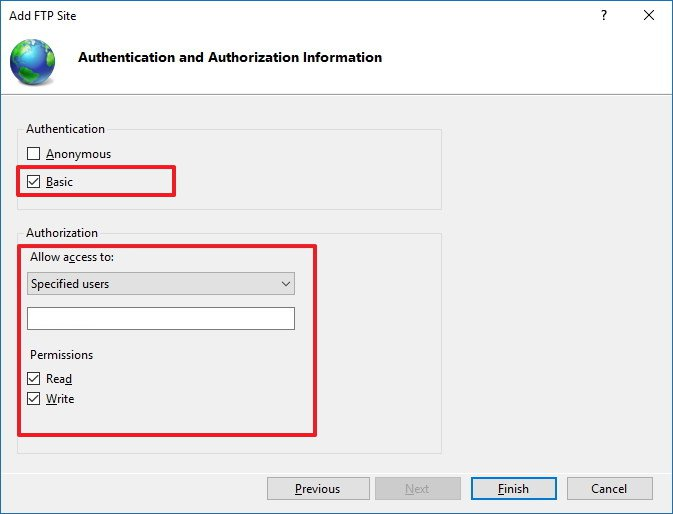 Add FTP Site
?
Authentication and Authorization Information
Authentication
Anonymous
Basic
Authorization
Allow access to:
Specified users
Permissions
Read
Write
Previous
Next
Finish
Cancel